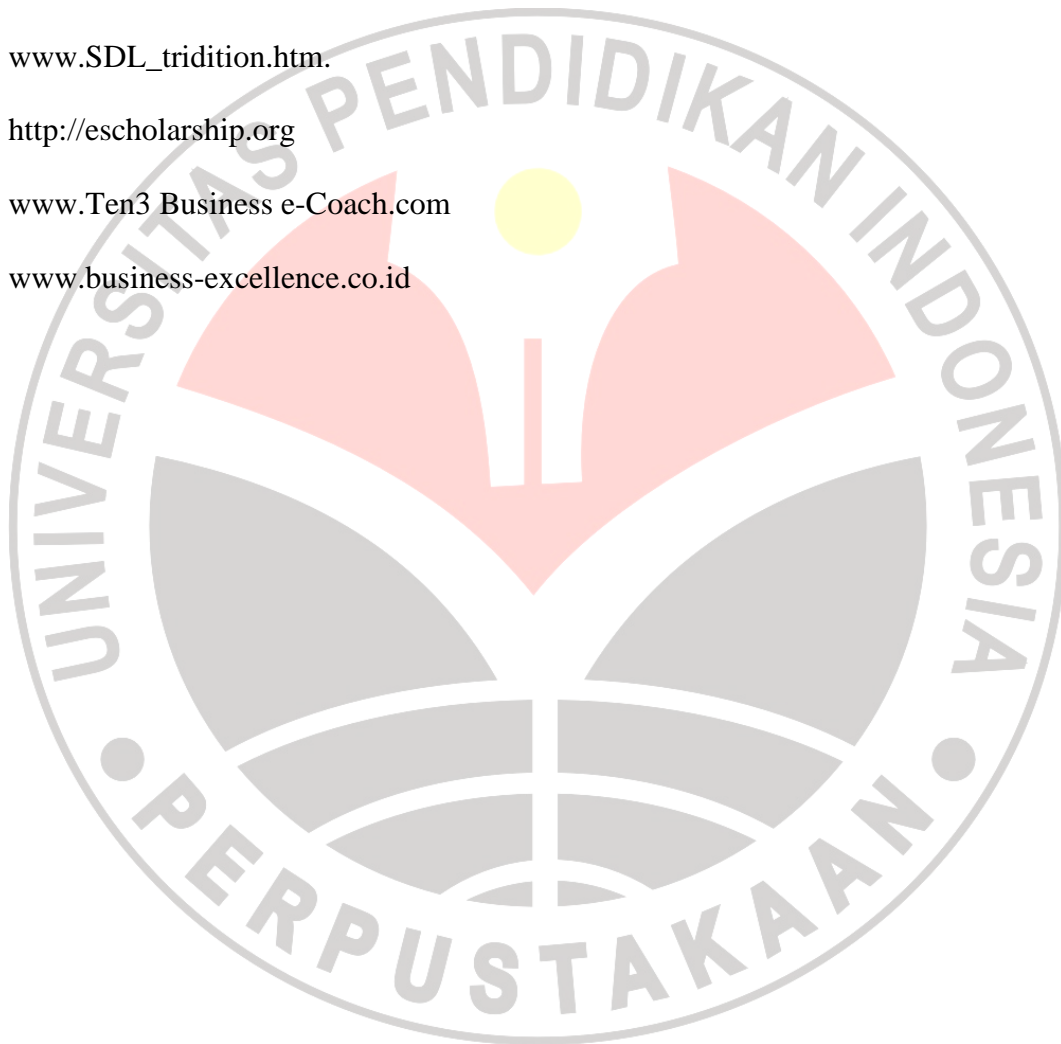 www.SDL_tridition.htm.
http://escholarship.org
www.Ten3 Business e-Coach.com
www.business-excellence.co.id
UNIVERSITAS PENDIDIKAN INDONESIA
PERPUSTAKAAN